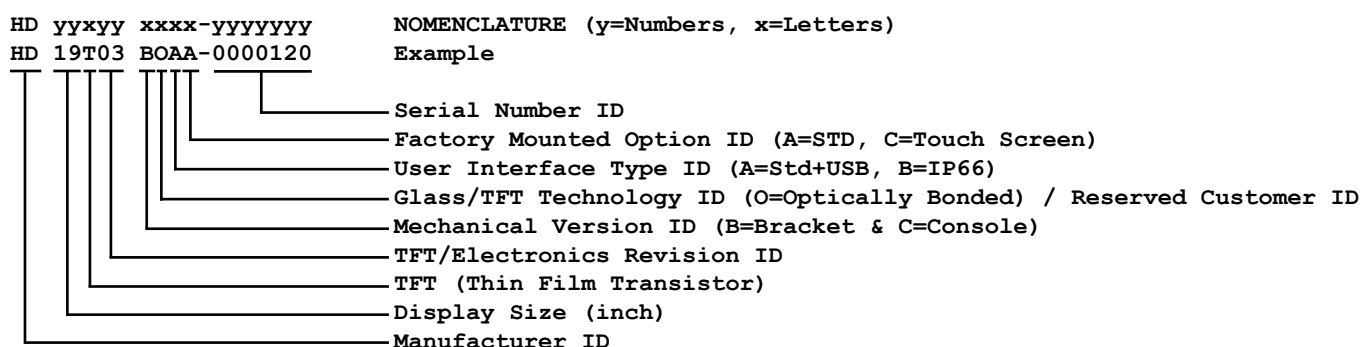 HD yyxyy xxxx-yyyyyyy NOMENCLATURE (y=Numbers, x=Letters)
HD 19T03 BOAA-0000120 Example
Serial Number ID
Factory Mounted Option ID (A=STD, C=Touch Screen)
User Interface Type ID (A=Std+USB, B=IP66)
Glass/TFT Technology ID (O=Optically Bonded) / Reserved Customer ID
Mechanical Version ID (B=Bracket & C=Console)
TFT/Electronics Revision ID
TFT (Thin Film Transistor)
Display Size (inch)
Manufacturer ID